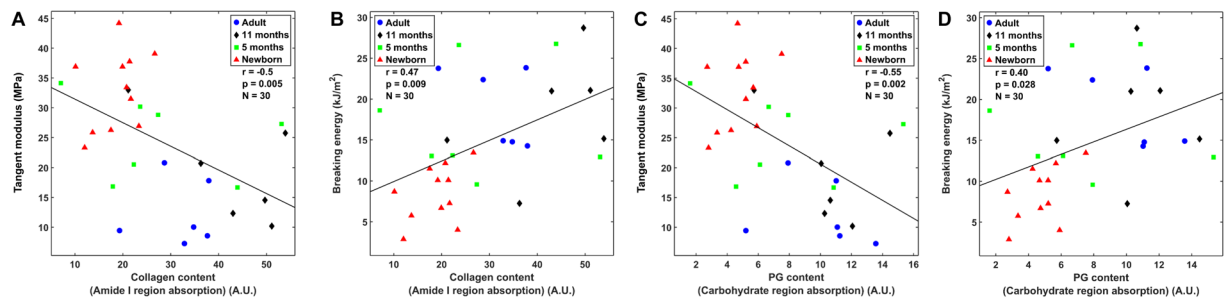 A
Tangent modulus (MPa)
45
40
35
30
25
20
15
10
Adult
11 months
5 months
Newborn
r = -0.5
p = 0.005
N = 30
10 20 30 40 50
Collagen content
(Amide I region absorption) (A.U.)
B
Breaking energy (kJ/m²)
25
20
15
10
5
Adult
11 months
5 months
Newborn
r = 0.47
p = 0.009
N = 30
10 20 30 40 50
Collagen content
(Amide I region absorption) (A.U.)
C
Tangent modulus (MPa)
45
40
35
30
25
20
15
10
Adult
11 months
5 months
Newborn
r = -0.55
p = 0.002
N = 30
2 4 6 8 10 12 14 16
PG content
(Carbohydrate region absorption) (A.U.)
D
Breaking energy (kJ/m²)
25
20
15
10
5
Adult
11 months
5 months
Newborn
r = 0.40
p = 0.028
N = 30
2 4 6 8 10 12 14
PG content
(Carbohydrate region absorption) (A.U.)